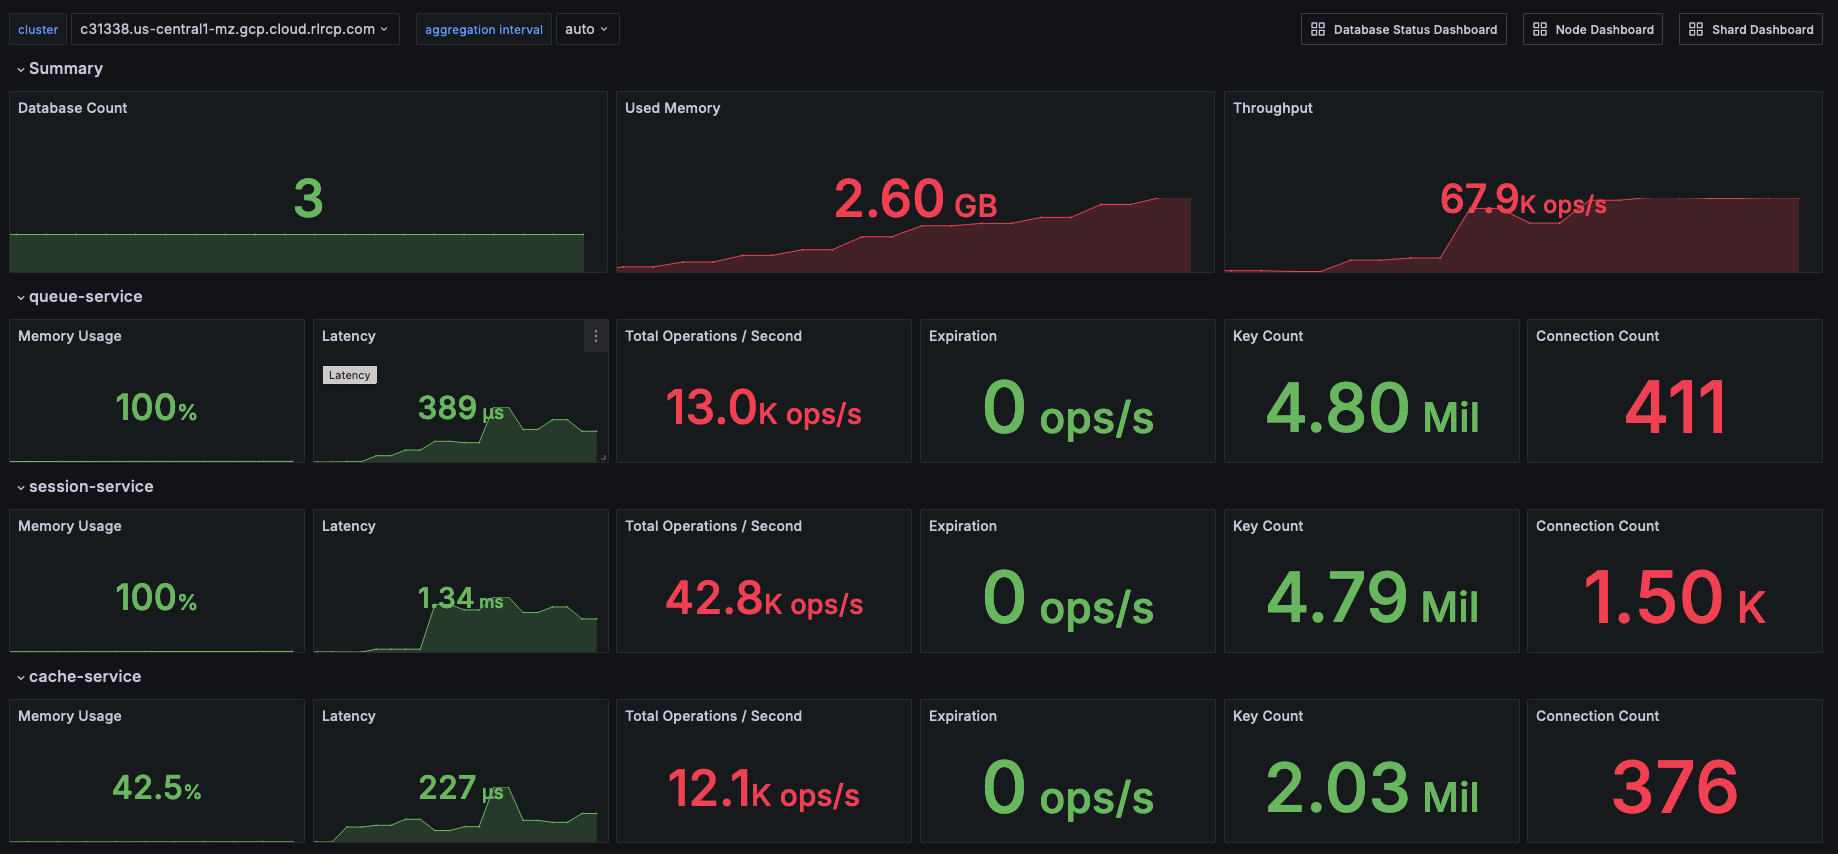 cluster c31338.us-central1-mz.gcp.cloud.rlrcp.com aggregation interval auto Database Status Dashboard Node Dashboard Shard Dashboard
Summary
Database Count Used Memory Throughput
3 2.60 GB 67.9K ops/s
queue-service
Memory Usage Latency Total Operations / Second Expiration Key Count Connection Count
Latency
100% 389 µs 13.0K ops/s 0 ops/s 4.80 Mil 411
session-service
Memory Usage Latency Total Operations / Second Expiration Key Count Connection Count
100% 1.34 ms 42.8K ops/s 0 ops/s 4.79 Mil 1.50 K
cache-service
Memory Usage Latency Total Operations / Second Expiration Key Count Connection Count
42.5% 227 µs 12.1K ops/s 0 ops/s 2.03 Mil 376